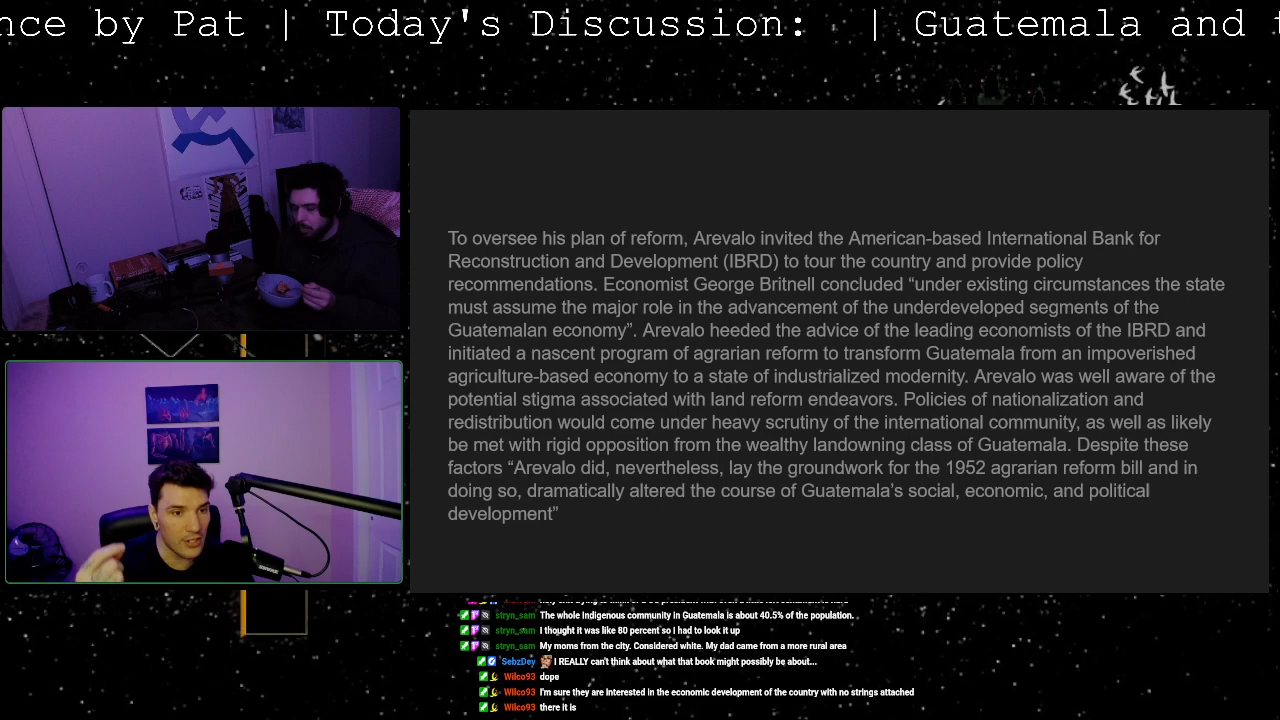 nce by Pat | Today's Discussion: | Guatemala and
To oversee his plan of reform, Arevalo invited the American-based International Bank for
Reconstruction and Development (IBRD) to tour the country and provide policy
recommendations. Economist George Britnell concluded “under existing circumstances the state
must assume the major role in the advancement of the underdeveloped segments of the
Guatemalan economy”. Arevalo heeded the advice of the leading economists of the IBRD and
initiated a nascent program of agrarian reform to transform Guatemala from an impoverished
agriculture-based economy to a state of industrialized modernity. Arevalo was well aware of the
potential stigma associated with land reform endeavors. Policies of nationalization and
redistribution would come under heavy scrutiny of the international community, as well as likely
be met with rigid opposition from the wealthy landowning class of Guatemala. Despite these
factors “Arevalo did, nevertheless, lay the groundwork for the 1952 agrarian reform bill and in
doing so, dramatically altered the course of Guatemala’s social, economic, and political
development”
stryn_sam The whole indigenous community in Guatemala is about 40.5% of the population.
stryn_sam I thought it was like 80 percent so I had to look it up
stryn_sam My moms from the city. Considered white. My dad came from a more rural area
SebzDey I REALLY can't think about what that book might possibly be about...
Wilco93 dope
Wilco93 I'm sure they are interested in the economic development of the country with no strings attached
Wilco93 there it is